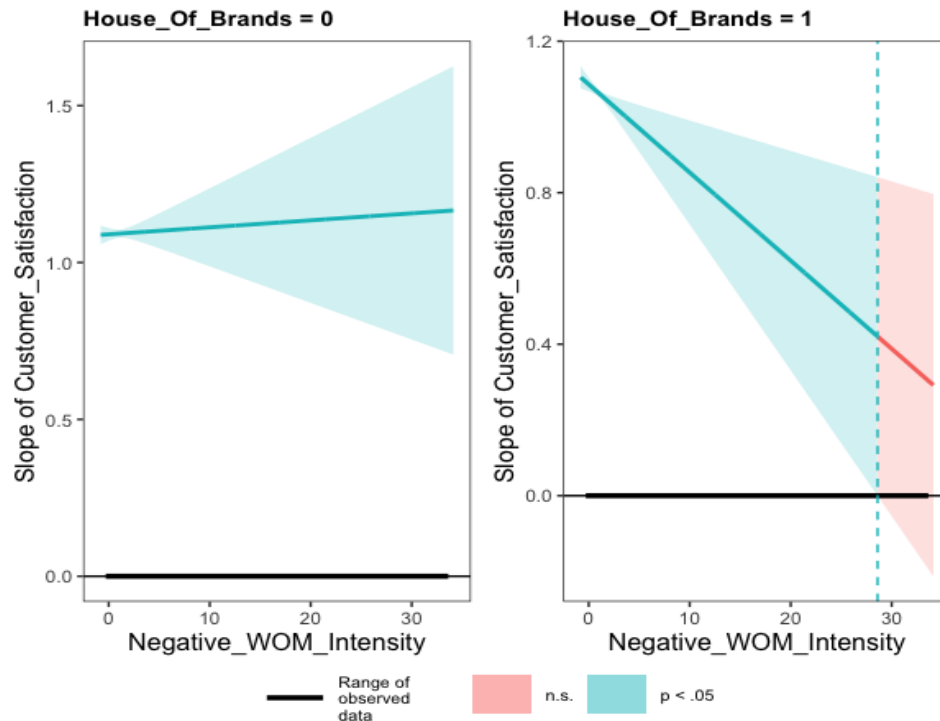 House_Of_Brands = 0
Slope of Customer_Satisfaction
1.5
1.0
0.5
0.0
0
10
20
30
Negative_WOM_Intensity
House_Of_Brands = 1
Slope of Customer_Satisfaction
1.2
0.8
0.4
0.0
0
10
20
30
Negative_WOM_Intensity
Range of
observed
data
n.s.
p < .05